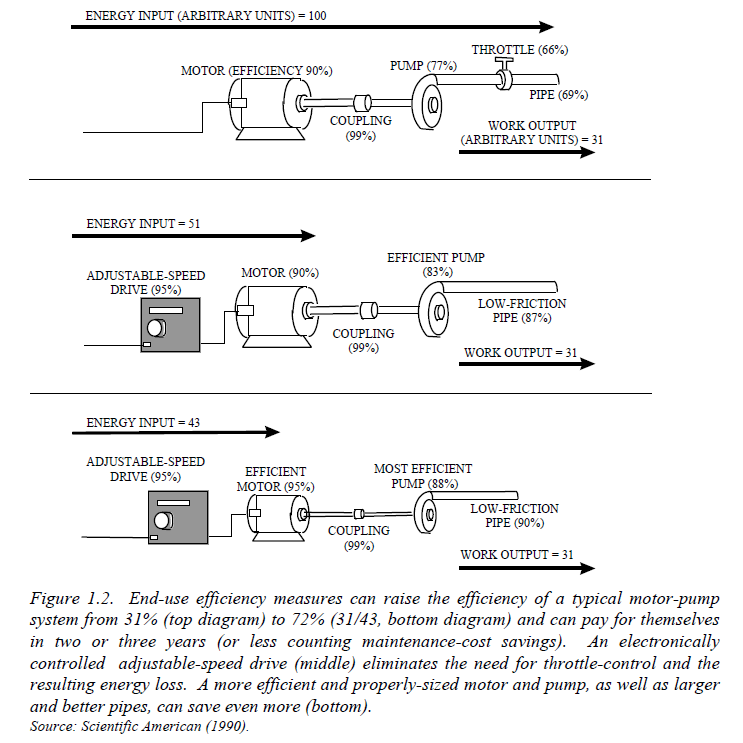 ENERGY INPUT (ARBITRARY UNITS) = 100
THROTTLE (66%)
MOTOR (EFFICIENCY 90%)
PUMP (77%)
PIPE (69%)
COUPLING
(99%)
WORK OUTPUT
(ARBITRARY UNITS) = 31
ENERGY INPUT = 51
ADJUSTABLE-SPEED
DRIVE (95%)
MOTOR (90%)
EFFICIENT PUMP
(83%)
LOW-FRICTION
PIPE (87%)
COUPLING
(99%)
WORK OUTPUT = 31
ENERGY INPUT = 43
ADJUSTABLE-SPEED
DRIVE (95%)
EFFICIENT
MOTOR (95%)
MOST EFFICIENT
PUMP (88%)
LOW-FRICTION
PIPE (90%)
COUPLING
(99%)
WORK OUTPUT = 31
Figure 1.2. End-use efficiency measures can raise the efficiency of a typical motor-pump
system from 31% (top diagram) to 72% (31/43, bottom diagram) and can pay for themselves
in two or three years (or less counting maintenance-cost savings). An electronically
controlled adjustable-speed drive (middle) eliminates the need for throttle-control and the
resulting energy loss. A more efficient and properly-sized motor and pump, as well as larger
and better pipes, can save even more (bottom).
Source: Scientific American (1990).